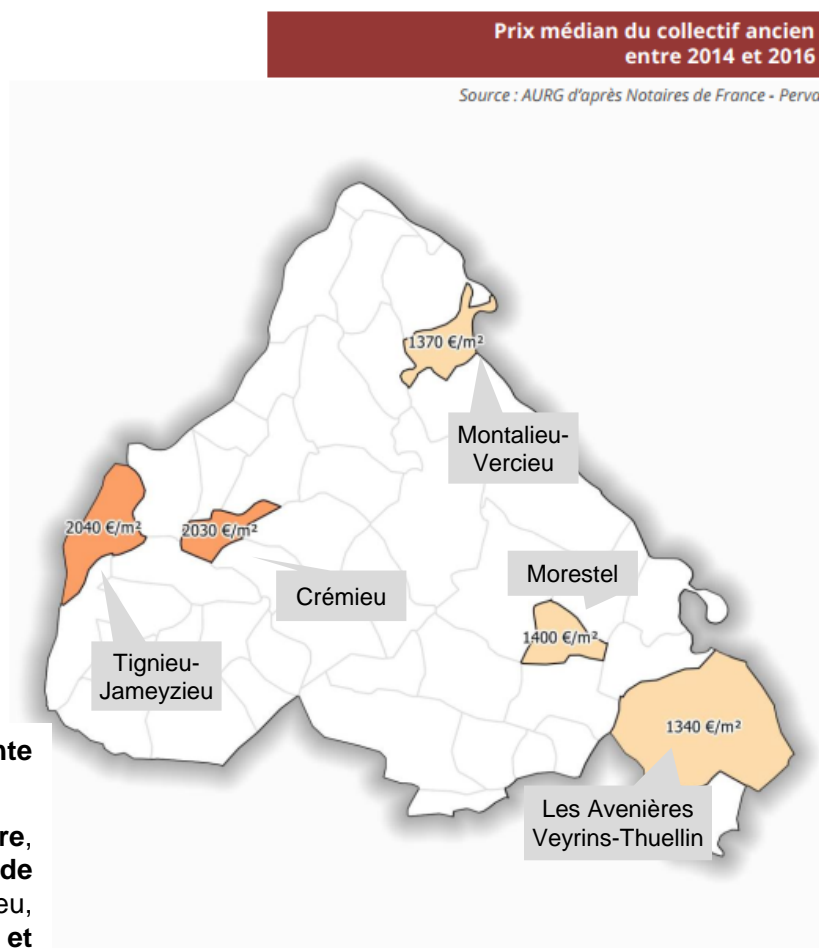 Prix médian du collectif ancien
entre 2014 et 2016
Source : AURG d'après Notaires de France - Perva
1370 €/m²
Montalieu-
Vercieu
2040 €/m²
2030 €/m²
Crémieu
Morestel
1400 €/m²
Tignieu-
Jameyzieu
1340 €/m²
Les Avenières
Veyrins-Thuellin
nte
re,
de
eu,
et